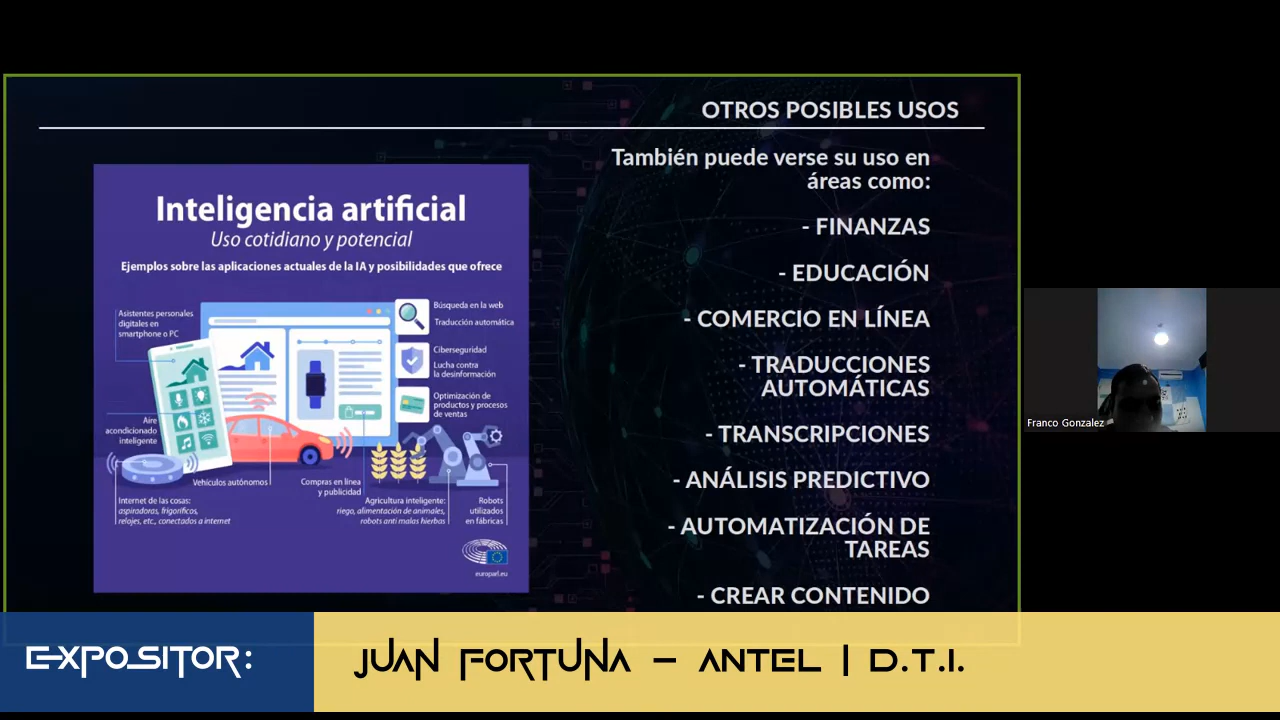 OTROS POSIBLES USOS
También puede verse su uso en
áreas como:
- FINANZAS
- EDUCACIÓN
- COMERCIO EN LÍNEA
- TRADUCCIONES
AUTOMÁTICAS
- TRANSCRIPCIONES
- ANÁLISIS PREDICTIVO
- AUTOMATIZACIÓN DE
TAREAS
- CREAR CONTENIDO
Inteligencia artificial
Uso cotidiano y potencial
Ejemplos sobre las aplicaciones actuales de la IA y posibilidades que ofrece
Asistentes personales
digitales en
smartphone o PC
Búsqueda en la web
Traducción automática
Ciberseguridad
Lucha contra
la desinformación
Optimización de
productos y procesos
de ventas
Aire
acondicionado
inteligente
Vehículos autónomos
Compras en línea
y publicidad
Internet de las cosas:
aspiradoras, frigoríficos,
relojes, etc., conectados a internet
Agricultura inteligente:
riego, alimentación de animales,
robots anti malas hierbas
Robots
utilizados
en fábricas
europarl.eu
Franco Gonzalez
EXPOSITOR:
JUAN FORTUNA – ANTEL | D.T.I.